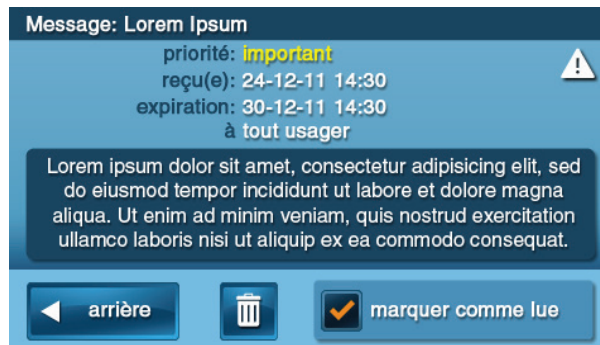 Message: Lorem Ipsum
priorité: important
reçu(e): 24-12-11 14:30
expiration: 30-12-11 14:30
à tout usager
Lorem ipsum dolor sit amet, consectetur adipisicing elit, sed
do eiusmod tempor incididunt ut labore et dolore magna
aliqua. Ut enim ad minim veniam, quis nostrud exercitation
ullamco laboris nisi ut aliquip ex ea commodo consequat.
arrière
marquer comme lue